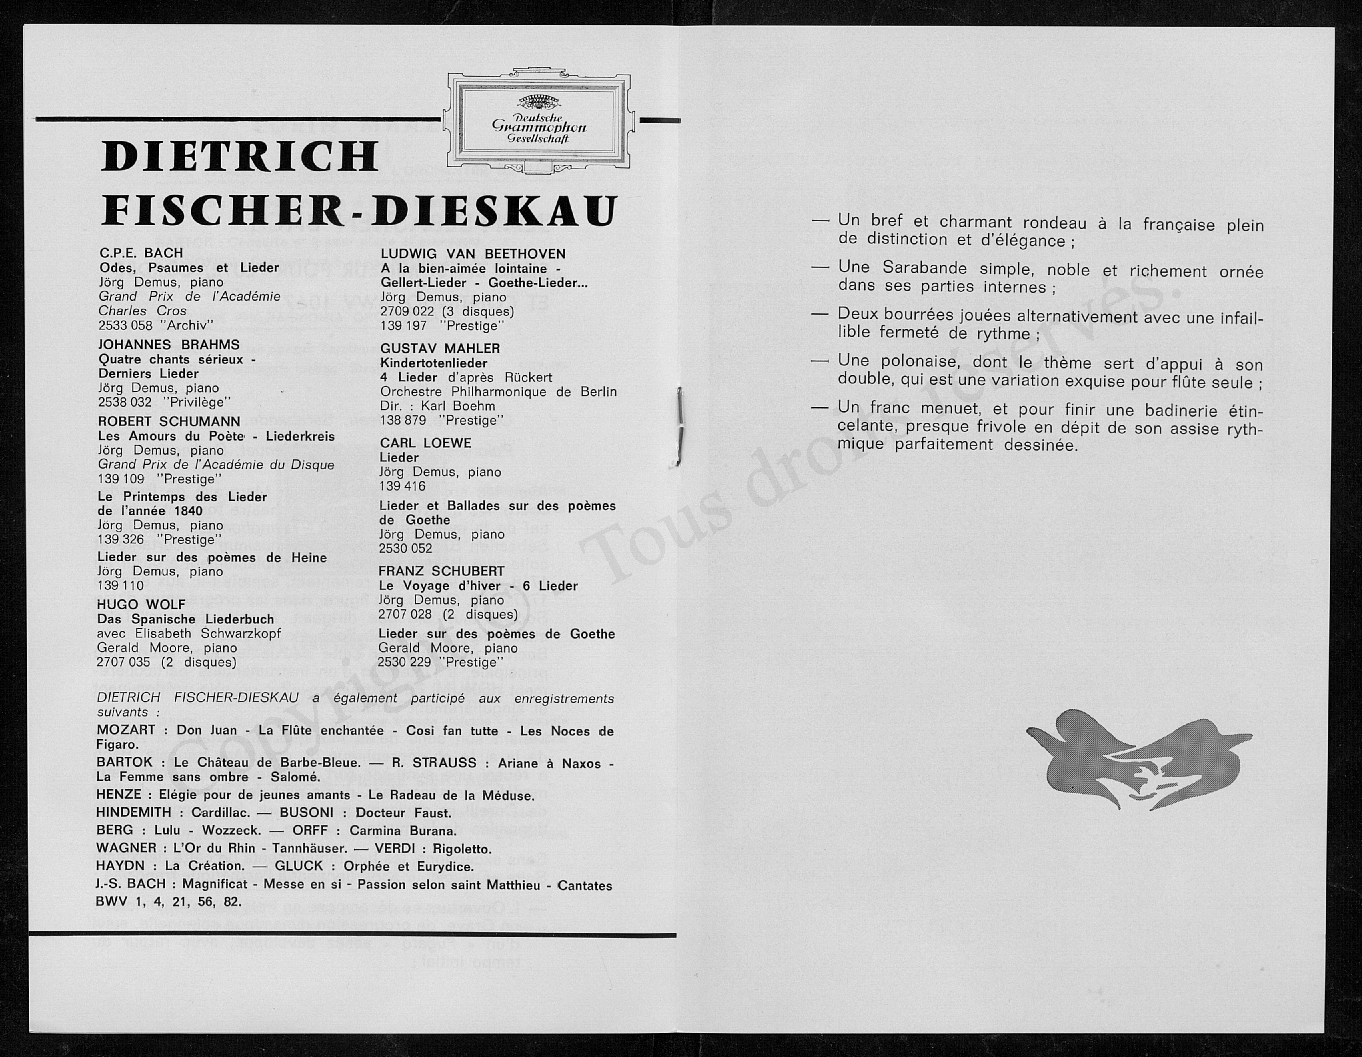 Deutsche
Grammophon
Gesellschaft
DIETRICH
FISCHER-DIESKAU
C.P.E. BACH
Odes, Psaumes et Lieder
Jörg Demus, piano
Grand Prix de l'Académie
Charles Cros
2533 058 "Archiv"
JOHANNES BRAHMS
Quatre chants sérieux -
Derniers Lieder
Jörg Demus, piano
2538 032 "Privilège"
ROBERT SCHUMANN
Les Amours du Poète - Liederkreis
Jörg Demus, piano
Grand Prix de l'Académie du Disque
139 109 "Prestige"
Le Printemps des Lieder
de l'année 1840
Jörg Demus, piano
139 326 "Prestige"
Lieder sur des poèmes de Heine
Jörg Demus, piano
139 110
HUGO WOLF
Das Spanische Liederbuch
avec Elisabeth Schwarzkopf
Gerald Moore, piano
2707 035 (2 disques)
LUDWIG VAN BEETHOVEN
A la bien-aimée lointaine -
Gellert-Lieder - Goethe-Lieder...
Jörg Demus, piano
2709 022 (3 disques)
139 197 "Prestige"
GUSTAV MAHLER
Kindertotenlieder
4 Lieder d'après Rückert
Orchestre Philharmonique de Berlin
Dir. : Karl Boehm
138 879 "Prestige"
CARL LOEWE
Lieder
Jörg Demus, piano
139 416
Lieder et Ballades sur des poèmes
de Goethe
Jörg Demus, piano
2530 052
FRANZ SCHUBERT
Le Voyage d'hiver - 6 Lieder
Jörg Demus, piano
2707 028 (2 disques)
Lieder sur des poèmes de Goethe
Gerald Moore, piano
2530 229 "Prestige"
DIETRICH FISCHER-DIESKAU a également participé aux enregistrements
suivants :
MOZART : Don Juan - La Flûte enchantée - Cosi fan tutte - Les Noces de
Figaro.
BARTOK : Le Château de Barbe-Bleue. — R. STRAUSS : Ariane à Naxos -
La Femme sans ombre - Salomé.
HENZE : Elégie pour de jeunes amants - Le Radeau de la Méduse.
HINDEMITH : Cardillac. — BUSONI : Docteur Faust.
BERG : Lulu - Wozzeck. — ORFF : Carmina Burana.
WAGNER : L'Or du Rhin - Tannhäuser. — VERDI : Rigoletto.
HAYDN : La Création. — GLUCK : Orphée et Eurydice.
J.-S. BACH : Magnificat - Messe en si - Passion selon saint Matthieu - Cantates
BWV 1, 4, 21, 56, 82.
— Un bref et charmant rondeau à la française plein
de distinction et d'élégance ;
— Une Sarabande simple, noble et richement ornée
dans ses parties internes ;
— Deux bourrées jouées alternativement avec une infail-
lible fermeté de rythme ;
— Une polonaise, dont le thème sert d'appui à son
double, qui est une variation exquise pour flûte seule ;
— Un franc menuet, et pour finir une badinerie étin-
celante, presque frivole en dépit de son assise ryth-
mique parfaitement dessinée.
Copyright © - Tous droits réservés.